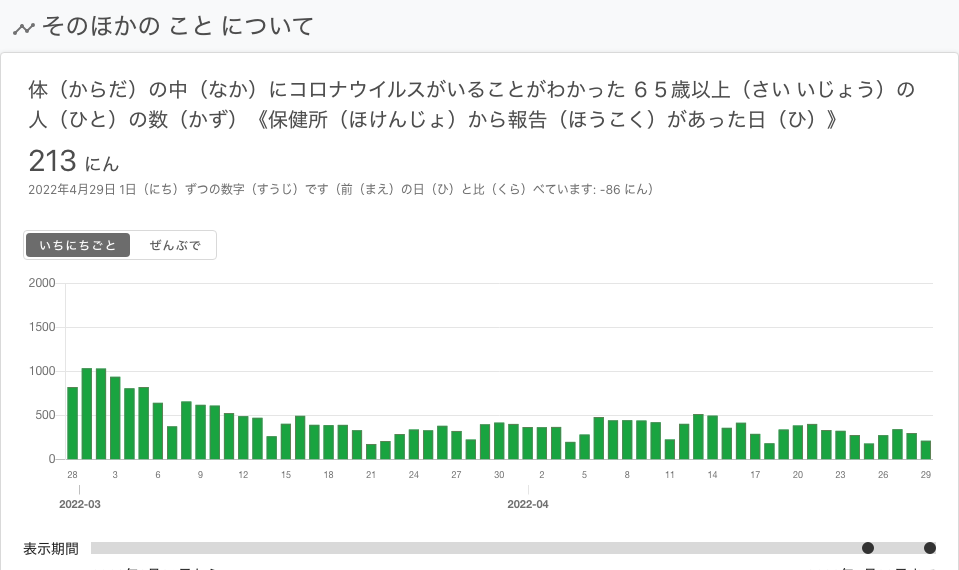 そのほかの こと について
体（からだ）の中（なか）にコロナウイルスがいることがわかった ６５歳以上（さい いじょう）の
人（ひと）の数（かず）《保健所（ほけんじょ）から報告（ほうこく）があった日（ひ）》
213 にん
2022年4月29日 1日（にち）ずつの数字（すうじ）です（前（まえ）の日（ひ）と比（くら）べています: -86 にん）
いちにちごと ぜんぶで
2000
1500
1000
500
0
28 3 6 9 12 15 18 21 24 27 30 2 5 8 11 14 17 20 23 26 29
2022-03 2022-04
表示期間